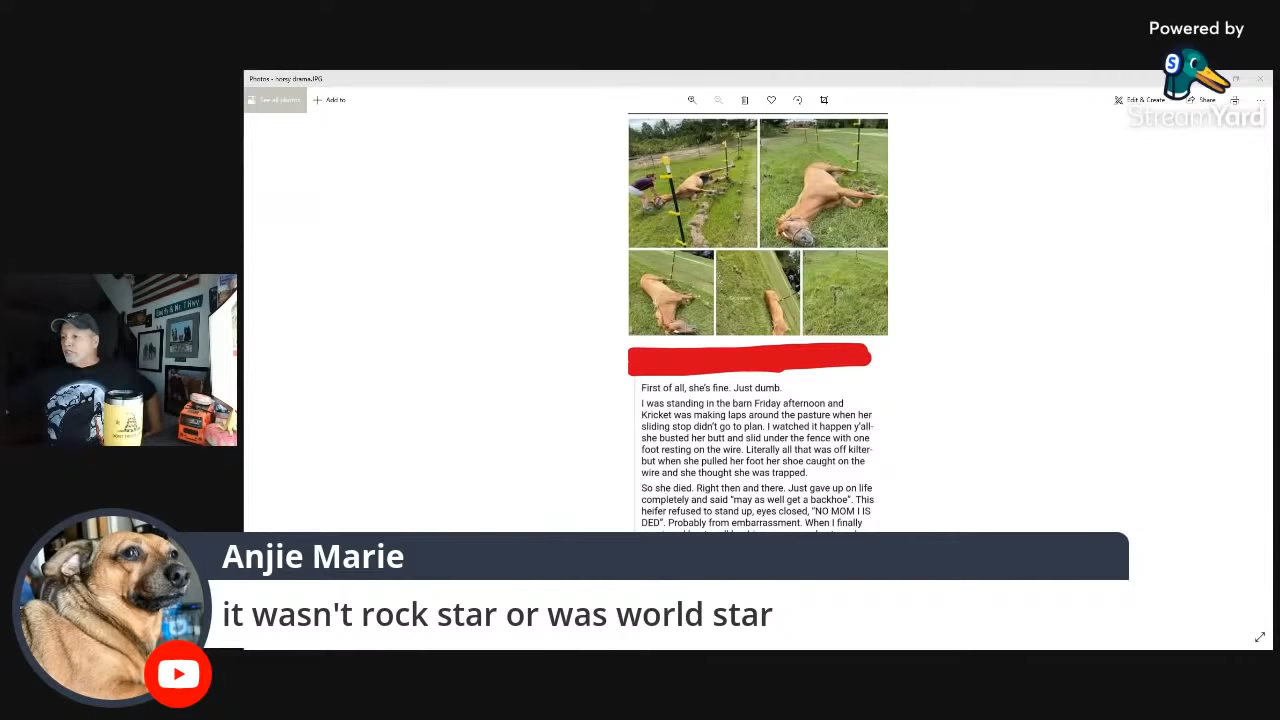 Powered by
StreamYard
Photos - horsy drama.JPG
See all photos
Add to
Edit & Create
Share
First of all, she's fine. Just dumb.
I was standing in the barn Friday afternoon and
Kricket was making laps around the pasture when her
sliding stop didn't go to plan. I watched it happen y'all-
she busted her butt and slid under the fence with one
foot resting on the wire. Literally all that was off kilter-
but when she pulled her foot her shoe caught on the
wire and she thought she was trapped.
So she died. Right then and there. Just gave up on life
completely and said “may as well get a backhoe”. This
heifer refused to stand up, eyes closed, “NO MOM I IS
DED”. Probably from embarrassment. When I finally
Anjie Marie
it wasn't rock star or was world star